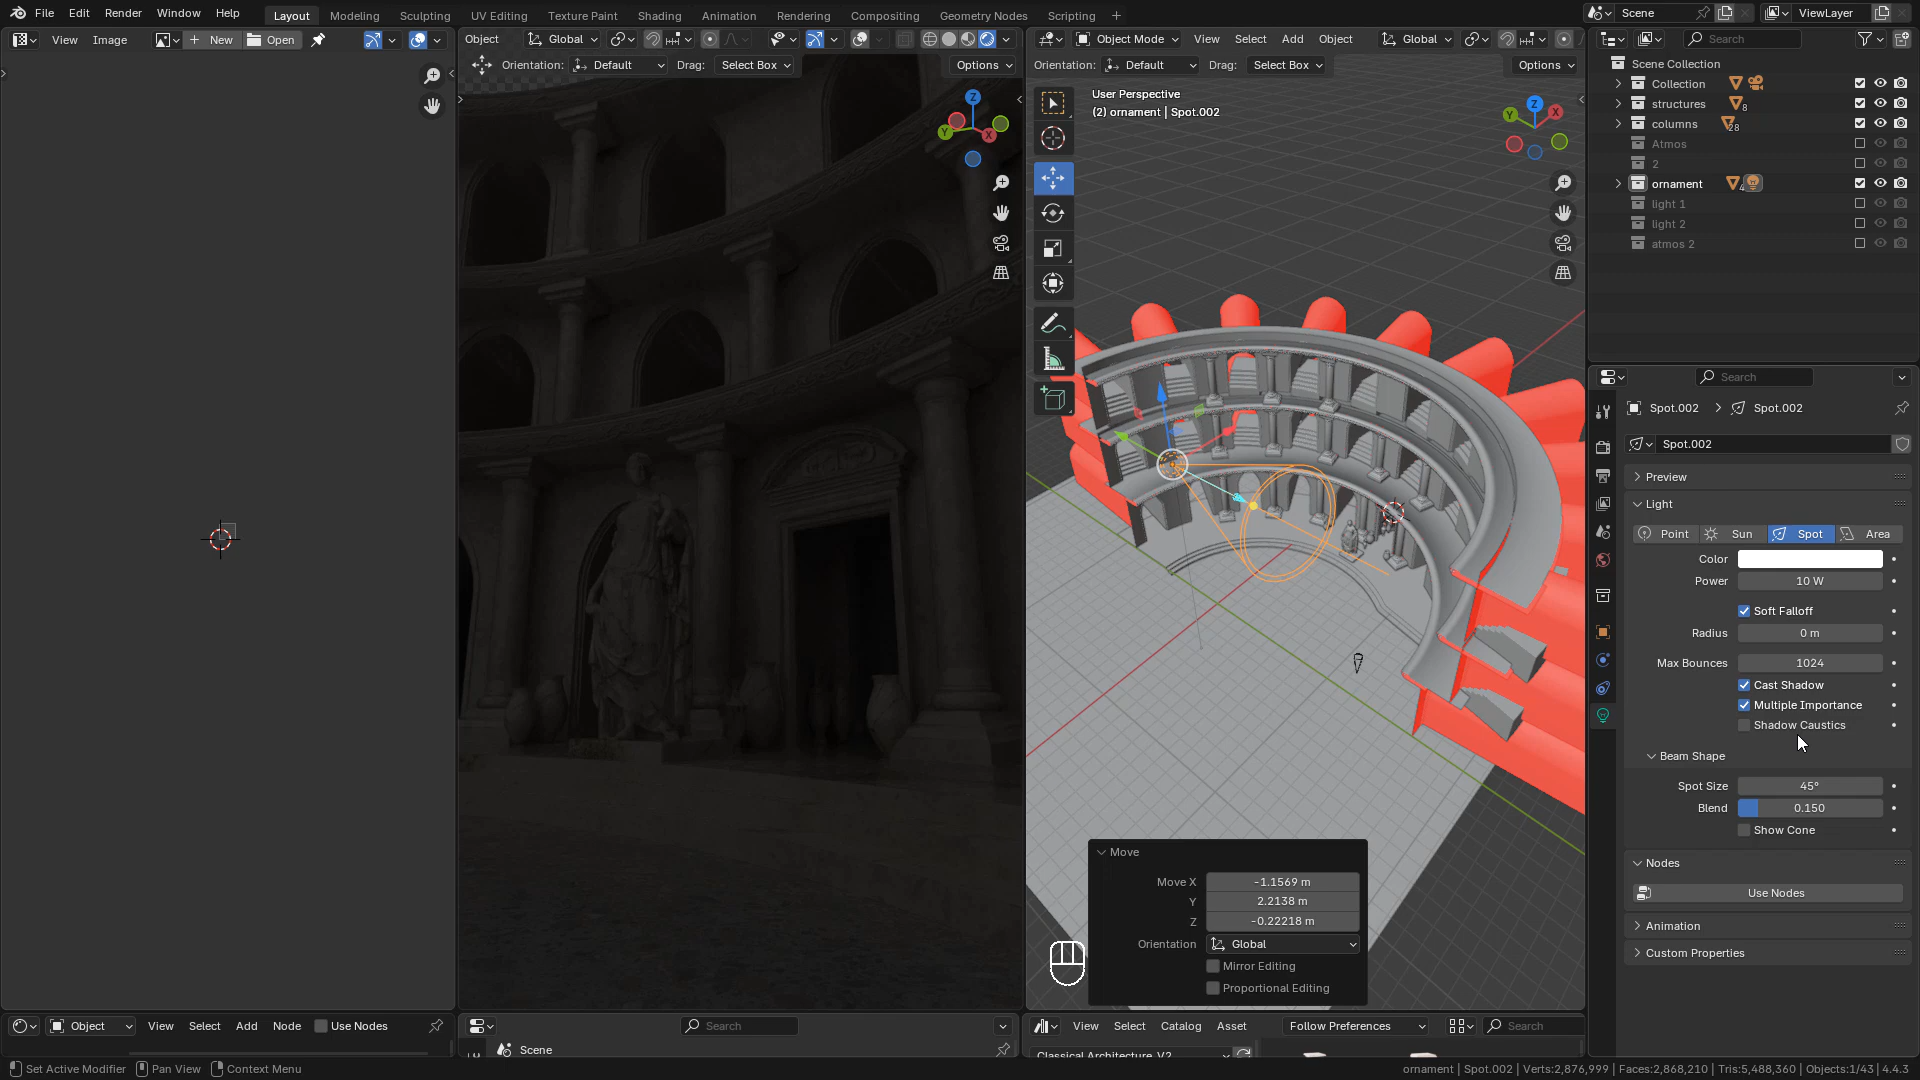 File Edit Render Window Help Layout Modeling Sculpting UV Editing Texture Paint Shading Animation Rendering Compositing Geometry Nodes Scripting + Scene ViewLayer
View Image New Open
Object Global
Object Mode View Select Add Object Global
Search
Orientation: Default Drag: Select Box Options
Orientation: Default Drag: Select Box Options
Z
Y
X
User Perspective
(2) ornament | Spot.002
Z
Y
X
Scene Collection
Collection
structures 8
columns 28
Atmos
2
ornament 4
light 1
light 2
atmos 2
Search
Spot.002 Spot.002
Spot.002
Preview
Light
Point Sun Spot Area
Color
Power 10 W
Soft Falloff
Radius 0 m
Max Bounces 1024
Cast Shadow
Multiple Importance
Shadow Caustics
Beam Shape
Spot Size 45°
Blend 0.150
Show Cone
Nodes
Use Nodes
Animation
Custom Properties
Move
Move X -1.1569 m
Y 2.2138 m
Z -0.22218 m
Orientation Global
Mirror Editing
Proportional Editing
Object View Select Add Node Use Nodes
Search
Scene
View Select Catalog Asset Follow Preferences Search
Classical Architecture V2
Set Active Modifier Pan View Context Menu
ornament | Spot.002 | Verts:2,876,999 | Faces:2,868,210 | Tris:5,488,360 | Objects:1/43 | 4.4.3